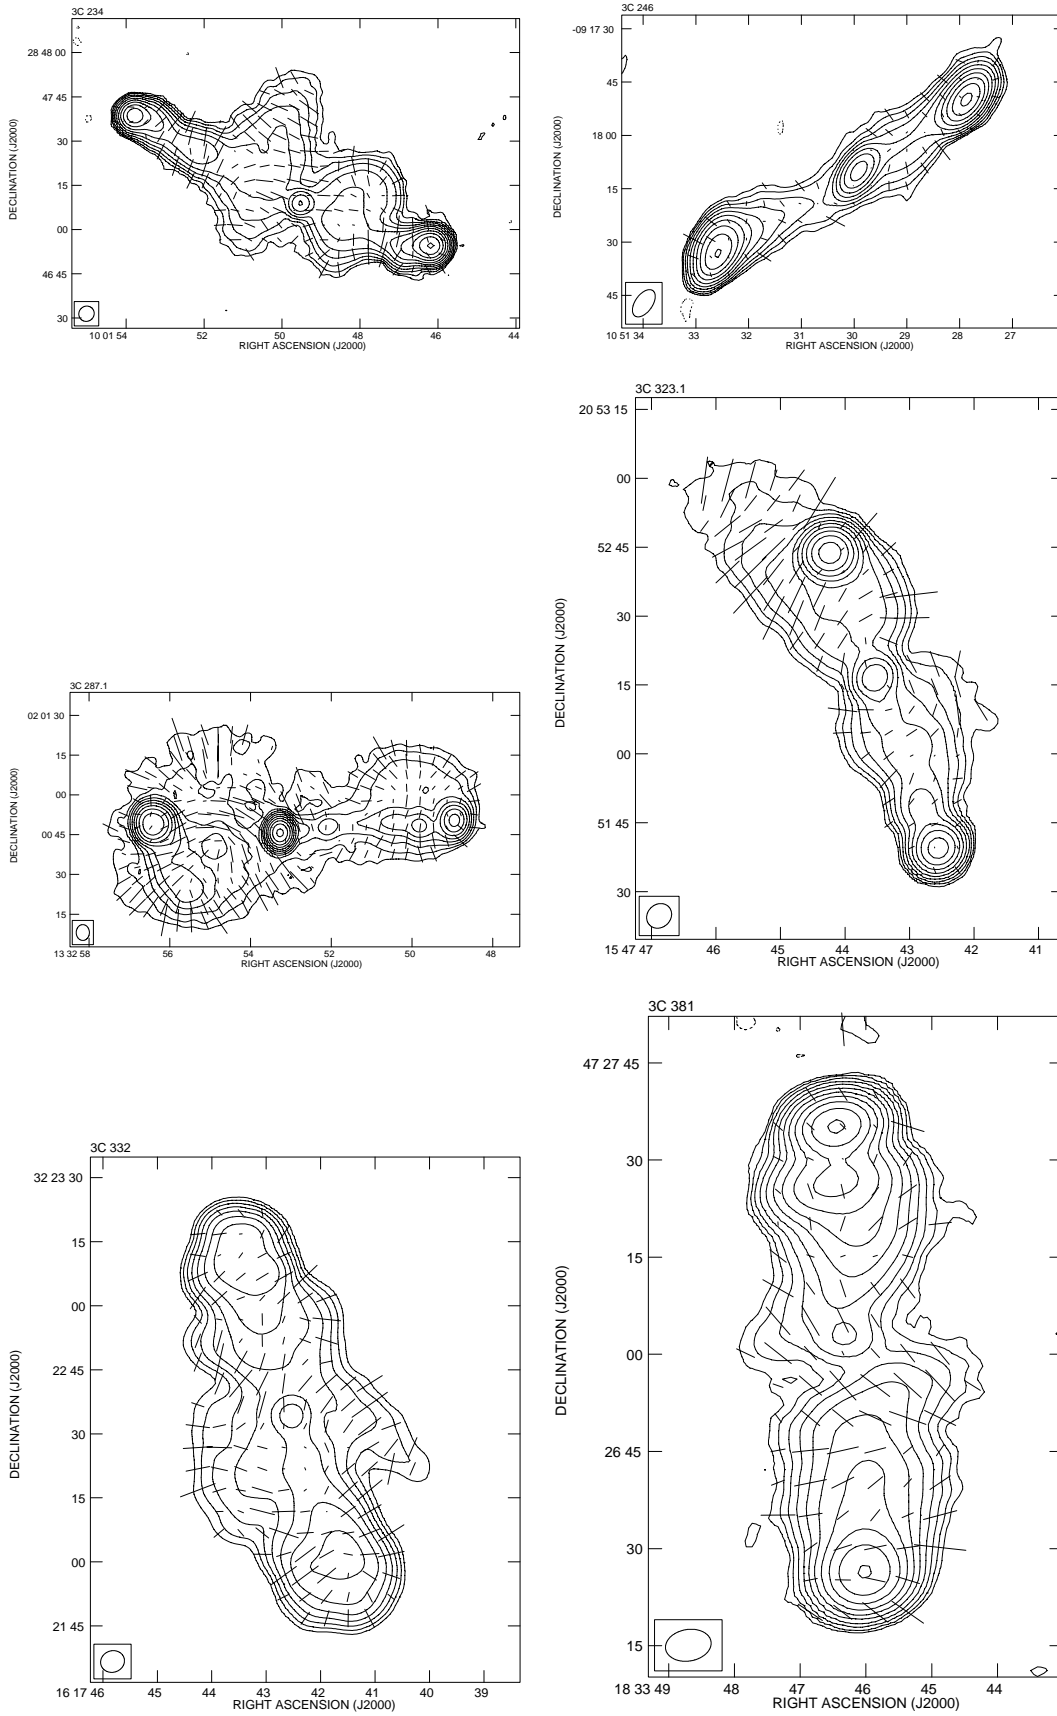 3C 234
28 48 00
47 45
30
15
00
46 45
30
DECLINATION (J2000)
10 01 54
52
50
48
46
44
RIGHT ASCENSION (J2000)
3C 246
-09 17 30
45
18 00
15
30
45
DECLINATION (J2000)
10 51 34
33
32
31
30
29
28
27
RIGHT ASCENSION (J2000)
3C 287.1
02 01 30
15
00
00 45
30
15
DECLINATION (J2000)
13 32 58
56
54
52
50
48
RIGHT ASCENSION (J2000)
3C 323.1
20 53 15
00
52 45
30
15
00
51 45
30
DECLINATION (J2000)
15 47 47
46
45
44
43
42
41
RIGHT ASCENSION (J2000)
3C 332
32 23 30
15
00
22 45
30
15
00
21 45
DECLINATION (J2000)
16 17 46
45
44
43
42
41
40
39
RIGHT ASCENSION (J2000)
3C 381
47 27 45
30
15
00
26 45
30
15
DECLINATION (J2000)
18 33 49
48
47
46
45
44
RIGHT ASCENSION (J2000)